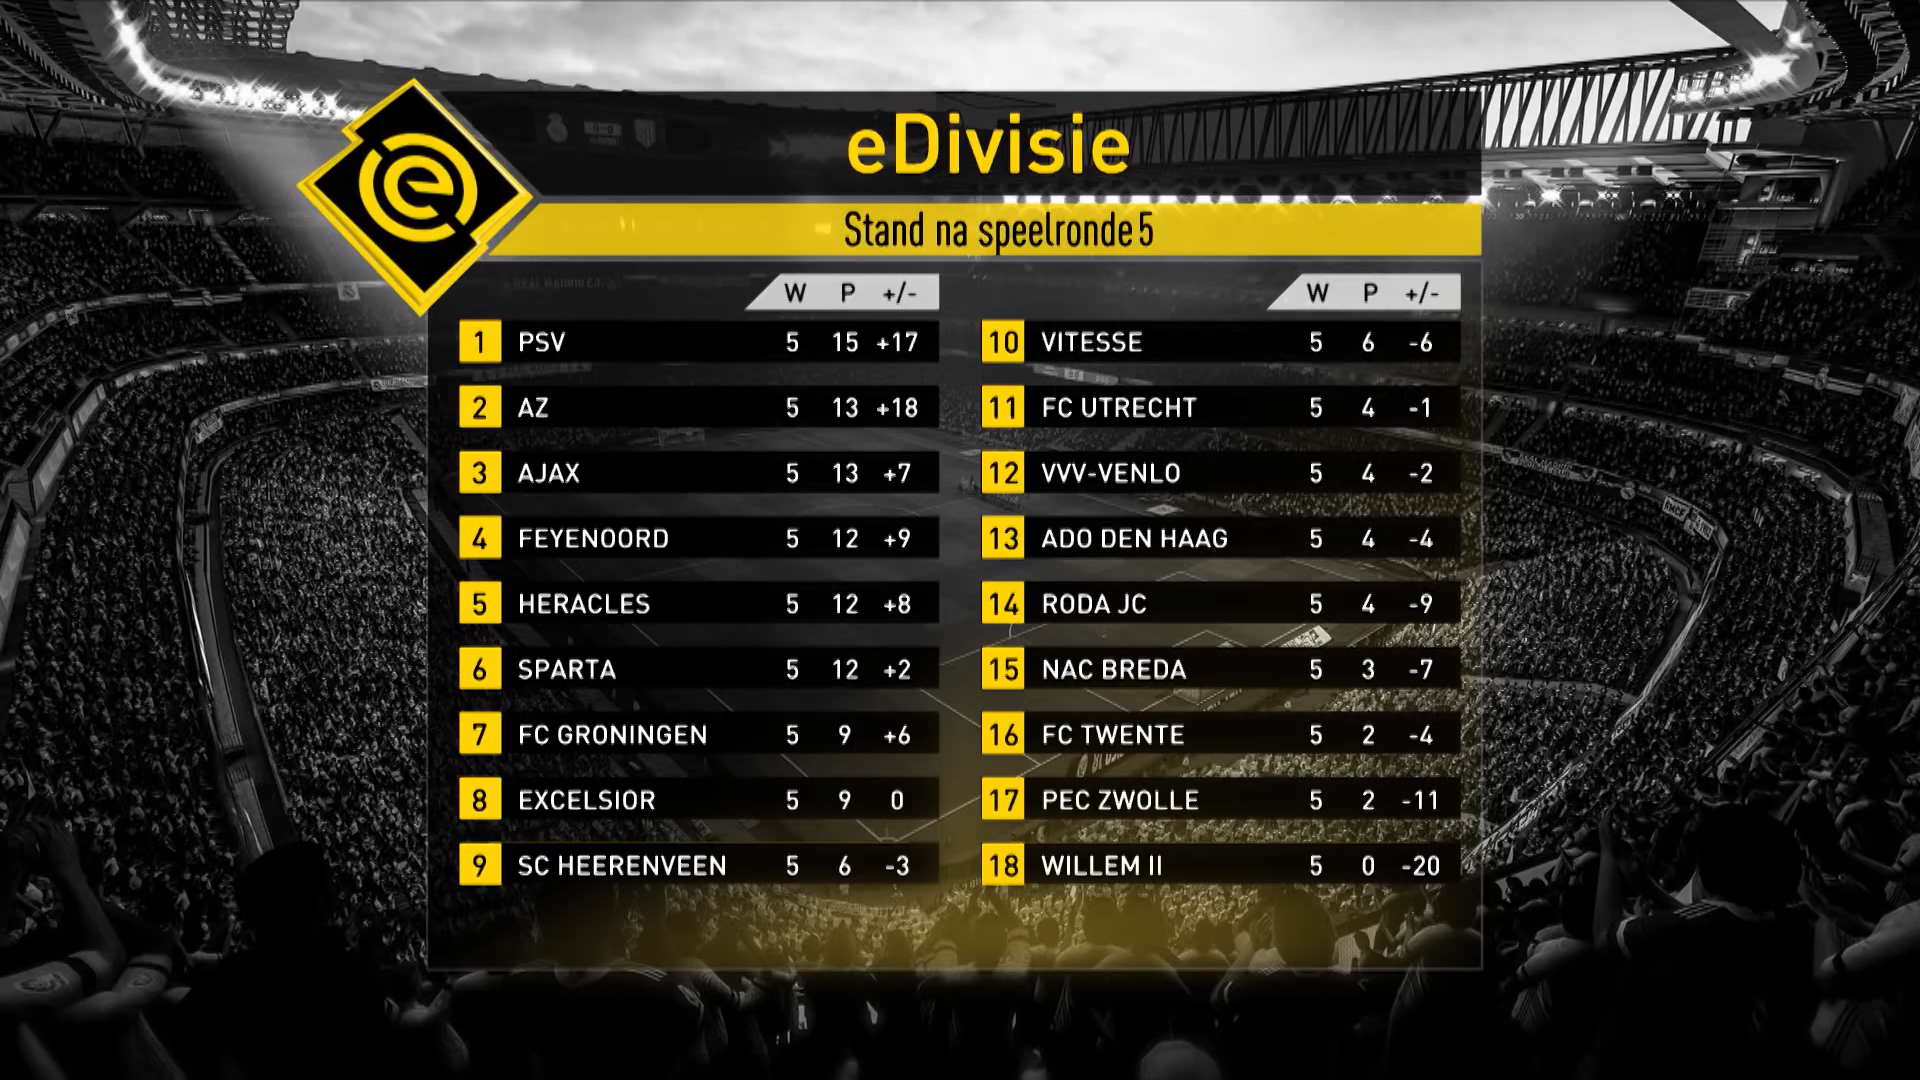 eDivisie
Stand na speelronde 5
W P +/-
1 PSV 5 15 +17
2 AZ 5 13 +18
3 AJAX 5 13 +7
4 FEYENOORD 5 12 +9
5 HERACLES 5 12 +8
6 SPARTA 5 12 +2
7 FC GRONINGEN 5 9 +6
8 EXCELSIOR 5 9 0
9 SC HEERENVEEN 5 6 -3
W P +/-
10 VITESSE 5 6 -6
11 FC UTRECHT 5 4 -1
12 VVV-VENLO 5 4 -2
13 ADO DEN HAAG 5 4 -4
14 RODA JC 5 4 -9
15 NAC BREDA 5 3 -7
16 FC TWENTE 5 2 -4
17 PEC ZWOLLE 5 2 -11
18 WILLEM II 5 0 -20